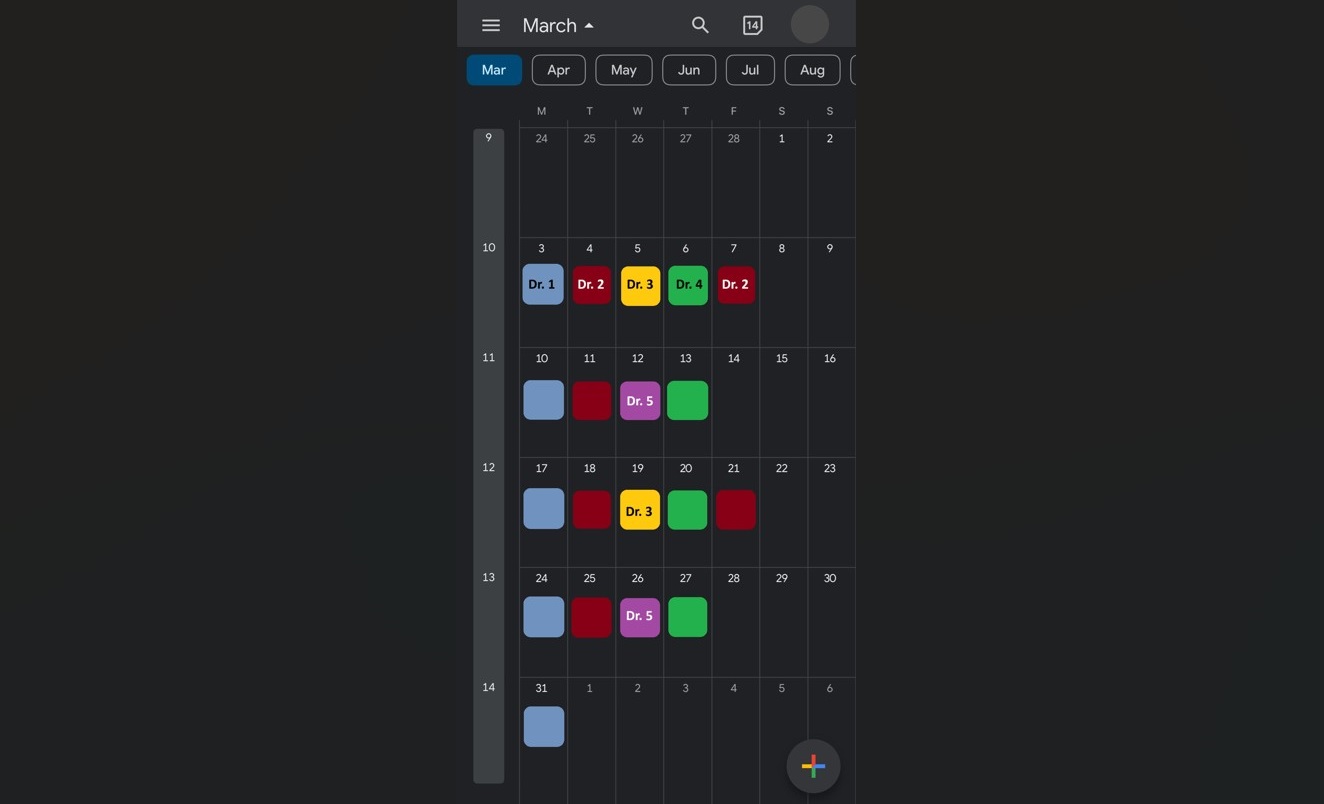 March 14
Mar Apr May Jun Jul Aug
M T W T F S S
9 24 25 26 27 28 1 2
10 3 4 5 6 7 8 9
Dr. 1 Dr. 2 Dr. 3 Dr. 4 Dr. 2
11 10 11 12 13 14 15 16
Dr. 5
12 17 18 19 20 21 22 23
Dr. 3
13 24 25 26 27 28 29 30
Dr. 5
14 31 1 2 3 4 5 6